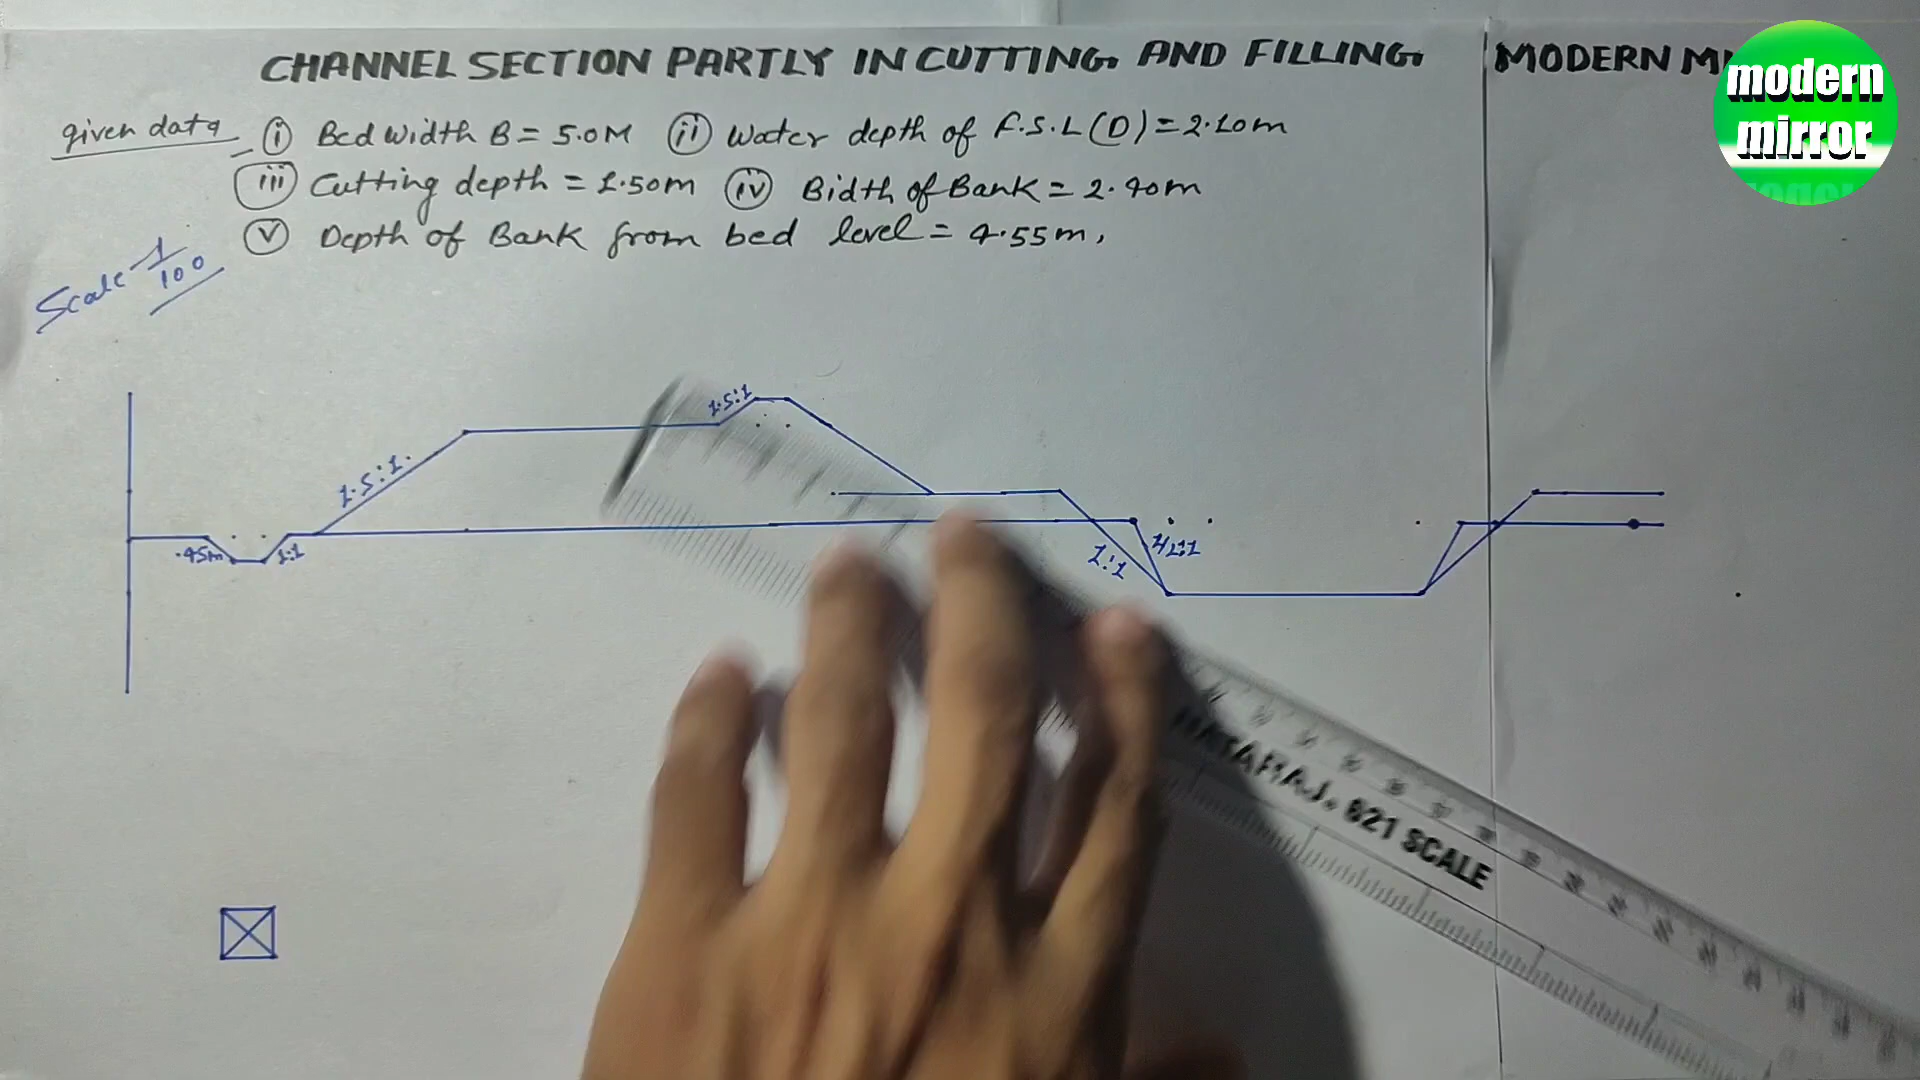 CHANNEL SECTION PARTLY IN CUTTING. AND FILLING.
MODERN
modern
mirror
given data (i) Bed width B = 5.0M (ii) Water depth of F.S.L (D) = 2.10m
(iii) Cutting depth = 1.50m (iv) Bidth of Bank = 2.40m
(v) Depth of Bank from bed level = 4.55m,
Scale 1/100
1.5:1
1.5:1.
.45m
1:1
1:1
1/2:1
NATARAJ. 621 SCALE